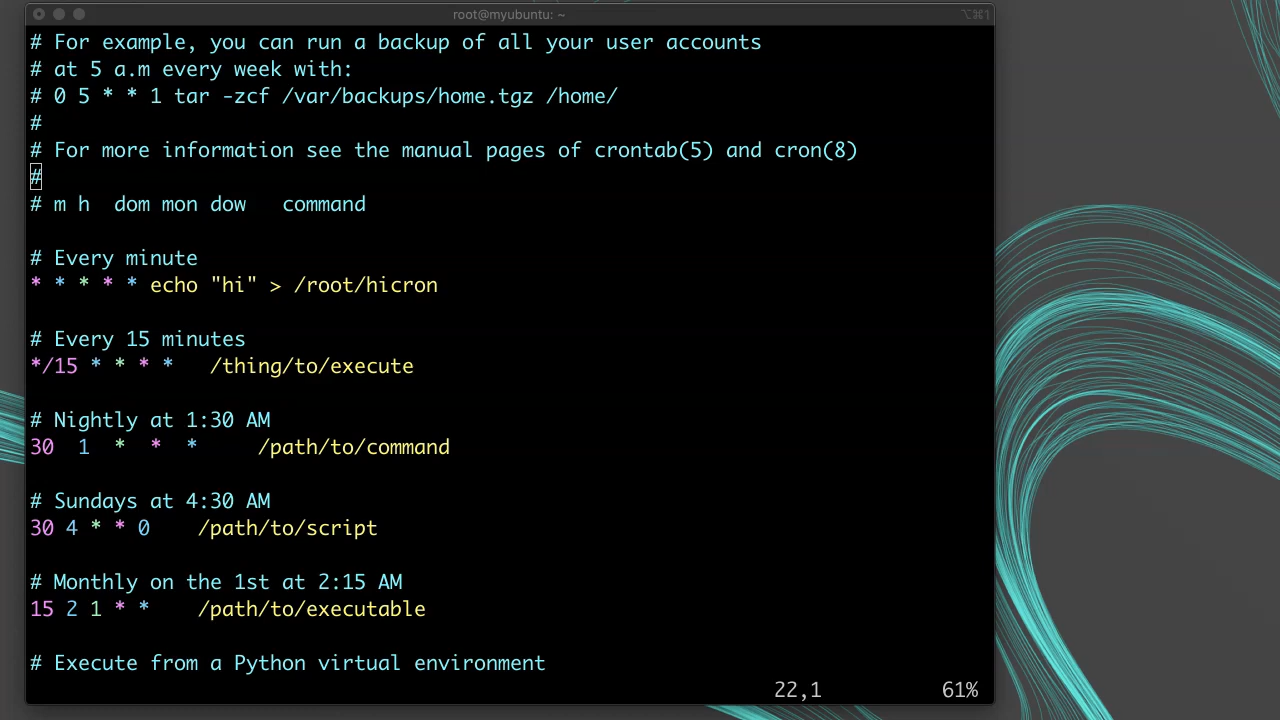 root@myubuntu: ~
⌥⌘1
# For example, you can run a backup of all your user accounts
# at 5 a.m every week with:
# 0 5 * * 1 tar -zcf /var/backups/home.tgz /home/
#
# For more information see the manual pages of crontab(5) and cron(8)
#
# m h  dom mon dow   command
# Every minute
* * * * * echo "hi" > /root/hicron
# Every 15 minutes
*/15 * * * *   /thing/to/execute
# Nightly at 1:30 AM
30  1  *  *  *     /path/to/command
# Sundays at 4:30 AM
30 4 * * 0    /path/to/script
# Monthly on the 1st at 2:15 AM
15 2 1 * *    /path/to/executable
# Execute from a Python virtual environment
22,1 61%